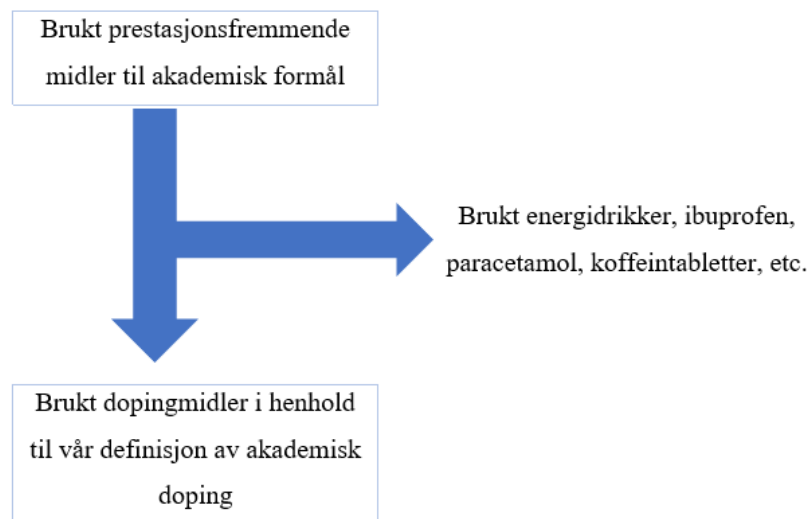 Brukt prestasjonsfremmende
midler til akademisk formål
Brukt energidrikker, ibuprofen,
paracetamol, koffeintabletter, etc.
Brukt dopingmidler i henhold
til vår definisjon av akademisk
doping